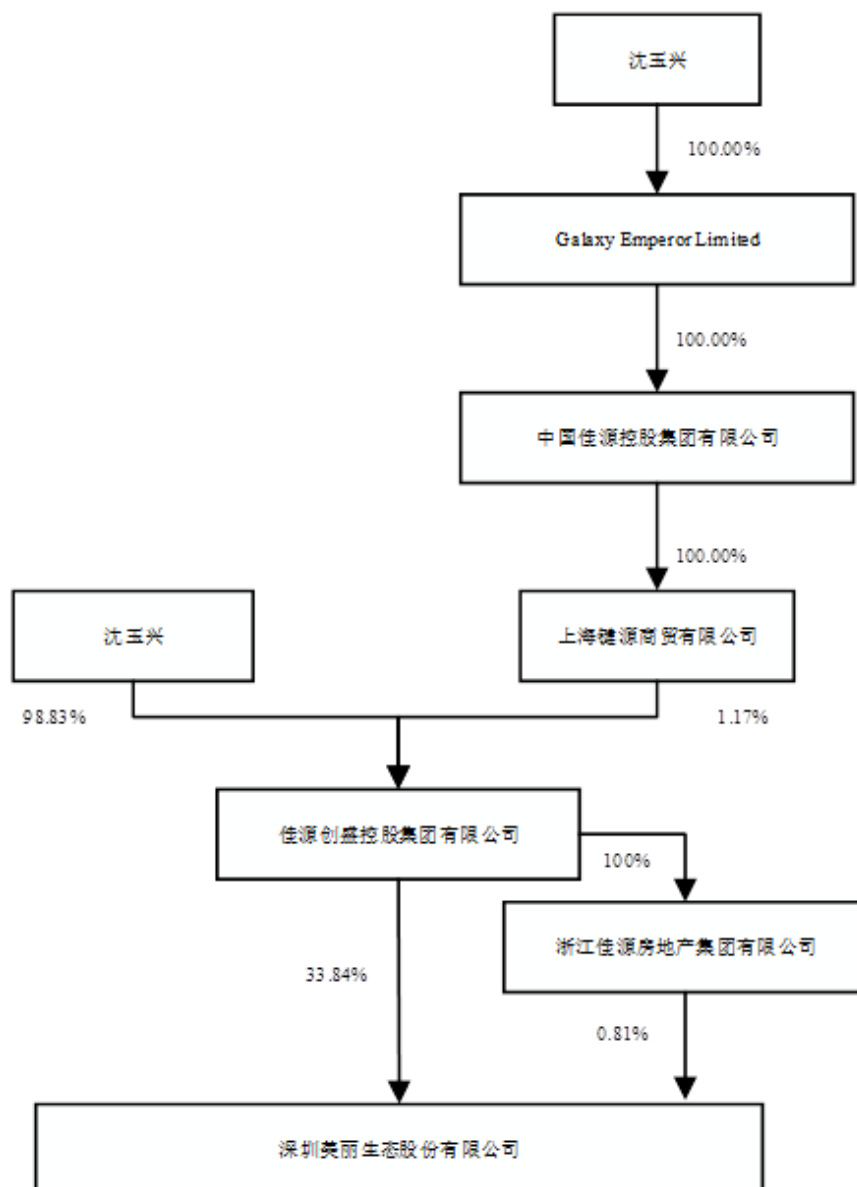 沈玉兴
100.00%
Galaxy Emperor Limited
100.00%
中国佳源控股集团有限公司
100.00%
沈玉兴
上海键源商贸有限公司
98.83%
1.17%
佳源创盛控股集团有限公司
100%
浙江佳源房地产集团有限公司
33.84%
0.81%
深圳美丽生态股份有限公司